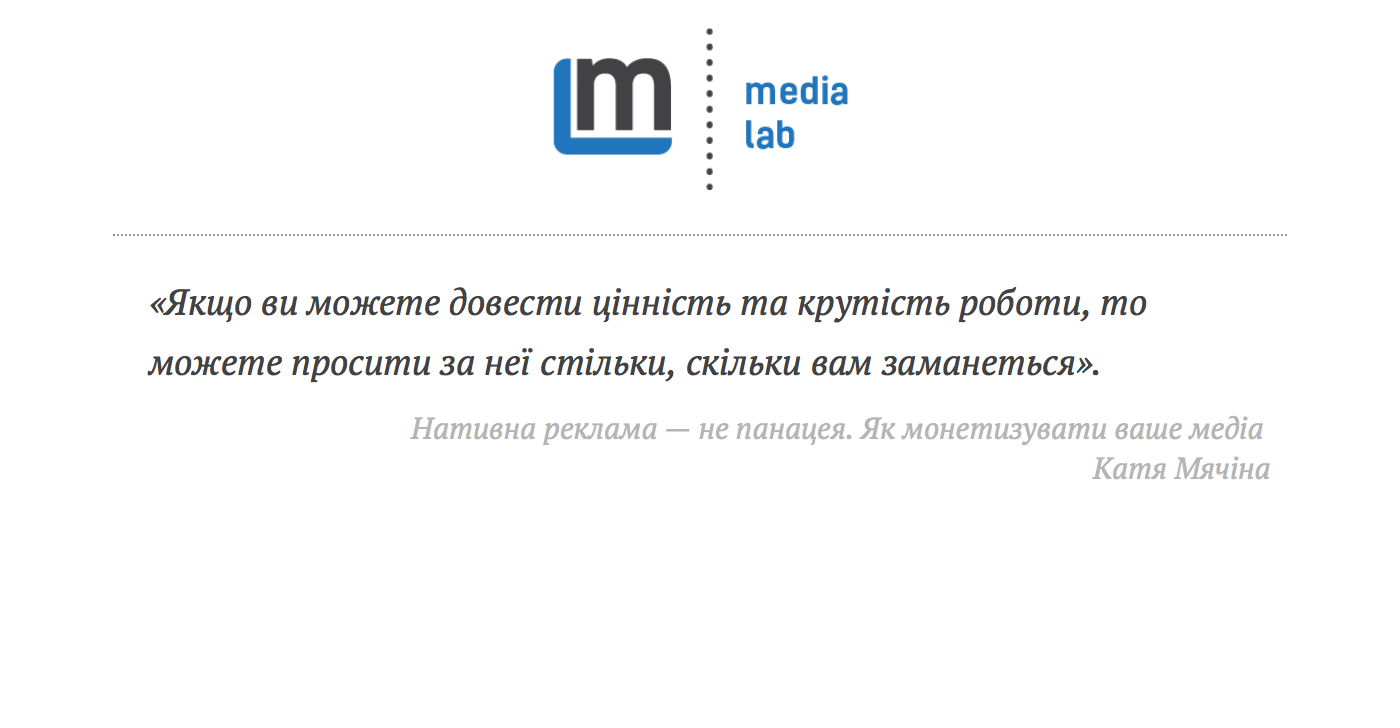 m
media
lab
«Якщо ви можете довести цінність та крутість роботи, то
можете просити за неї стільки, скільки вам заманеться».
Нативна реклама — не панацея. Як монетизувати ваше медіа
Катя Мячіна